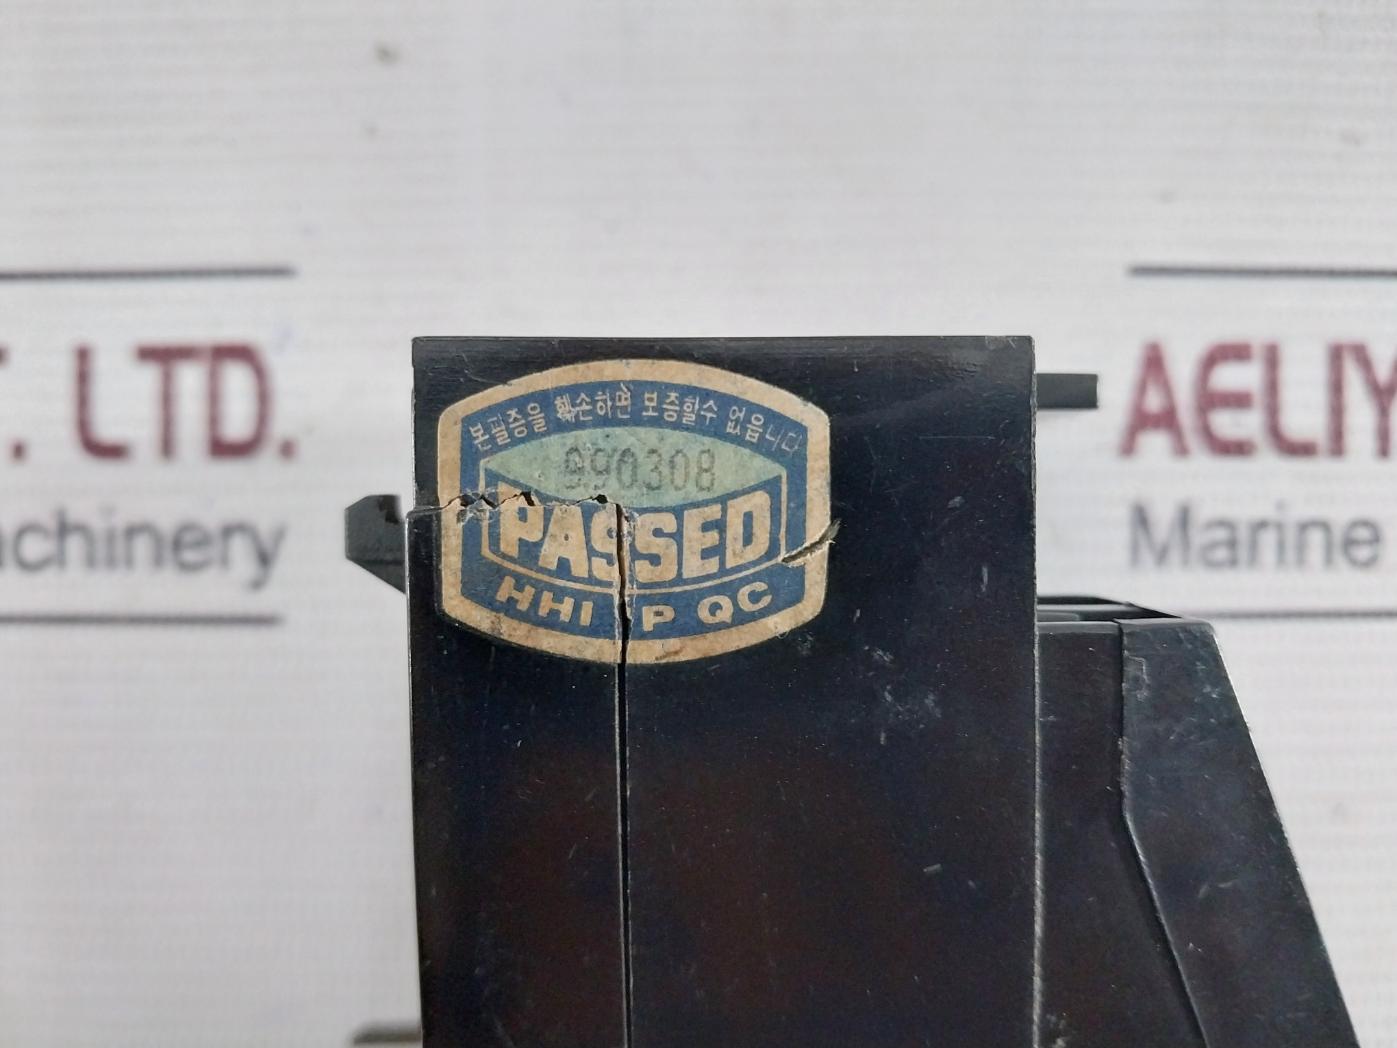 . LTD.
achinery
AELIY
Marine
본필증을 훼손하면 보증할수 없읍니다
990308
PASSED
HHI P QC